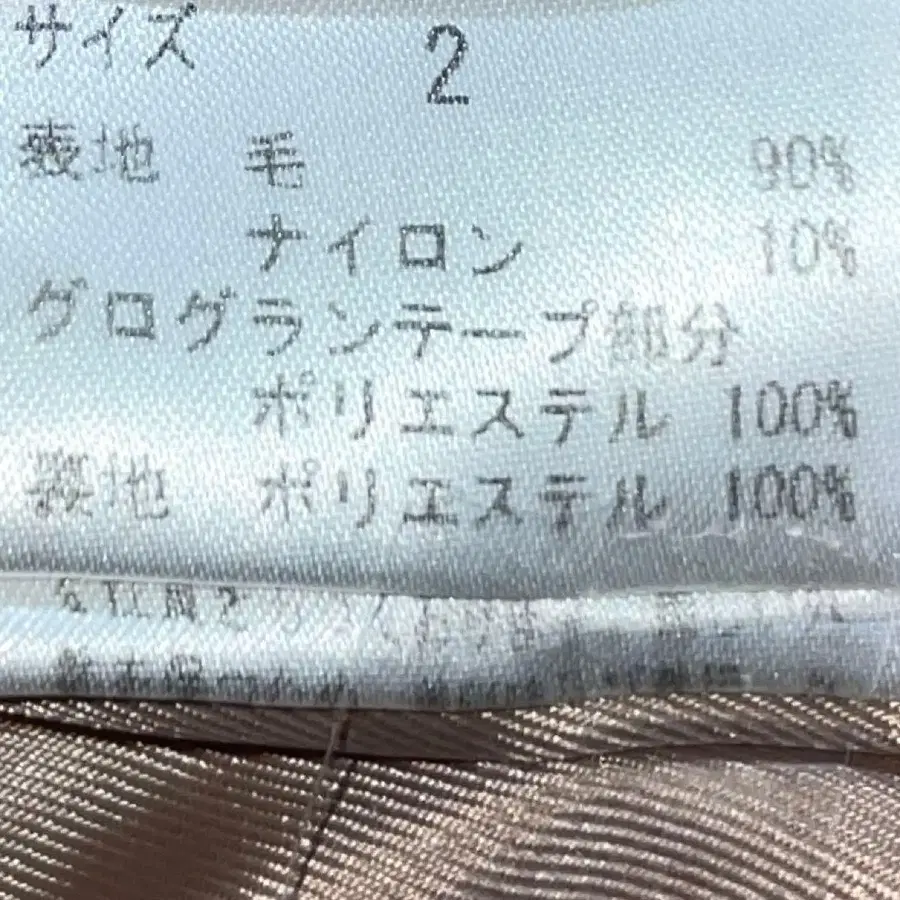 サイズ 2
表地 毛 90%
ナイロン 10%
グログランテープ部分
ポリエステル 100%
裏地 ポリエステル 100%